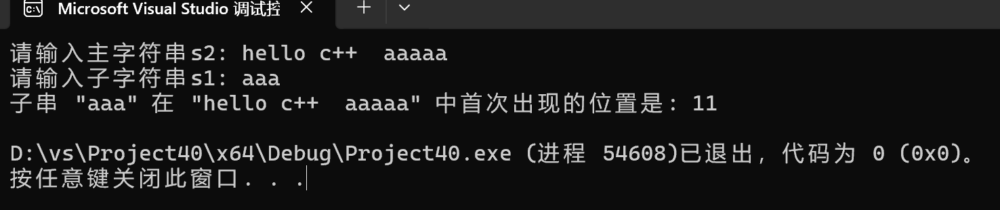 Microsoft Visual Studio 调试控
请输入主字符串s2: hello c++  aaaaa
请输入子字符串s1: aaa
子串 "aaa" 在 "hello c++  aaaaa" 中首次出现的位置是: 11
D:\vs\Project40\x64\Debug\Project40.exe (进程 54608)已退出，代码为 0 (0x0)。
按任意键关闭此窗口. . .